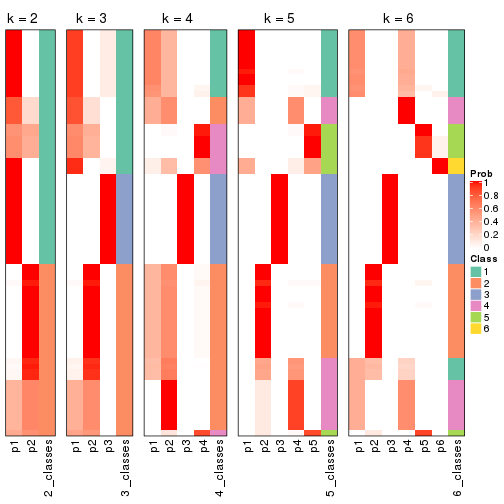 k = 2
k = 3
k = 4
k = 5
k = 6
Prob
1
0.8
0.6
0.4
0.2
0
Class
1
2
3
4
5
6
p1
p2
2_classes
p1
p2
p3
3_classes
p1
p2
p3
p4
4_classes
p1
p2
p3
p4
p5
5_classes
p1
p2
p3
p4
p5
p6
6_classes